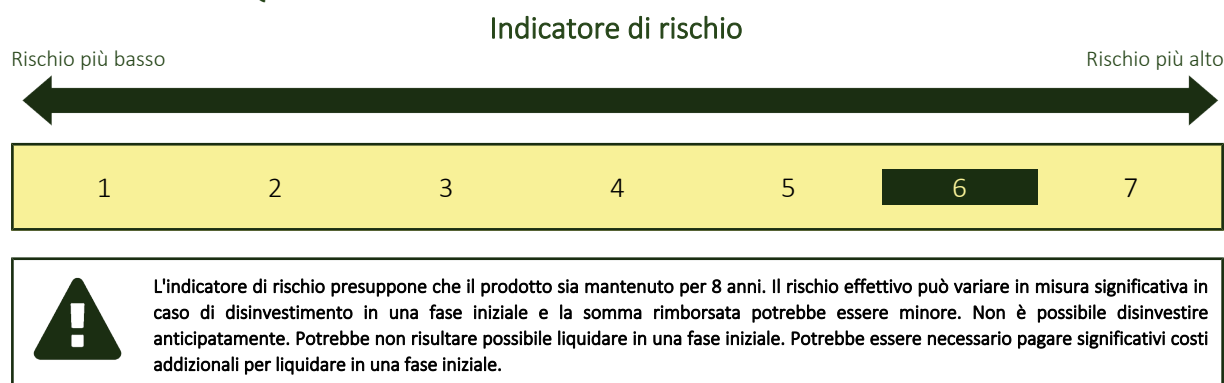 Indicatore di rischio
Rischio più basso
Rischio più alto
1 2 3 4 5 6 7
L'indicatore di rischio presuppone che il prodotto sia mantenuto per 8 anni. Il rischio effettivo può variare in misura significativa in
caso di disinvestimento in una fase iniziale e la somma rimborsata potrebbe essere minore. Non è possibile disinvestire
anticipatamente. Potrebbe non risultare possibile liquidare in una fase iniziale. Potrebbe essere necessario pagare significativi costi
addizionali per liquidare in una fase iniziale.